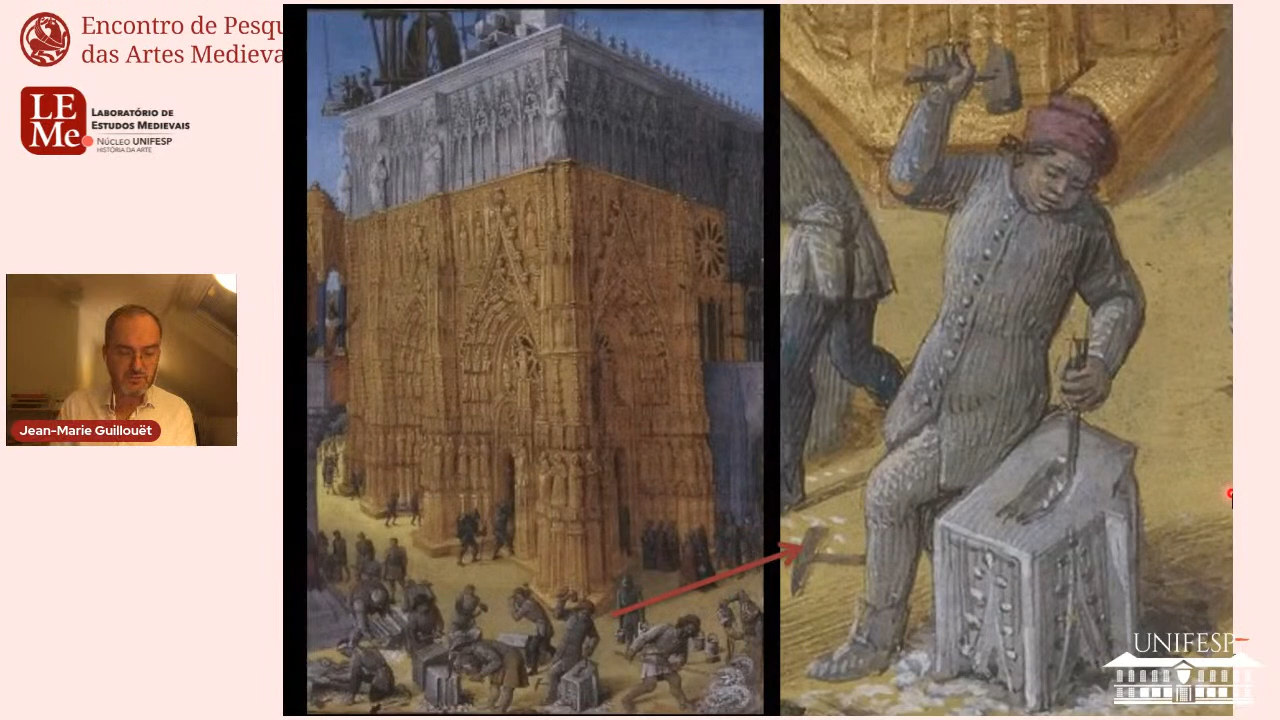 Encontro de Pesqu
das Artes Medieva
LE
Me
LABORATÓRIO DE
ESTUDOS MEDIEVAIS
NÚCLEO UNIFESP
HISTÓRIA DA ARTE
Jean-Marie Guillouët
UNIFESP